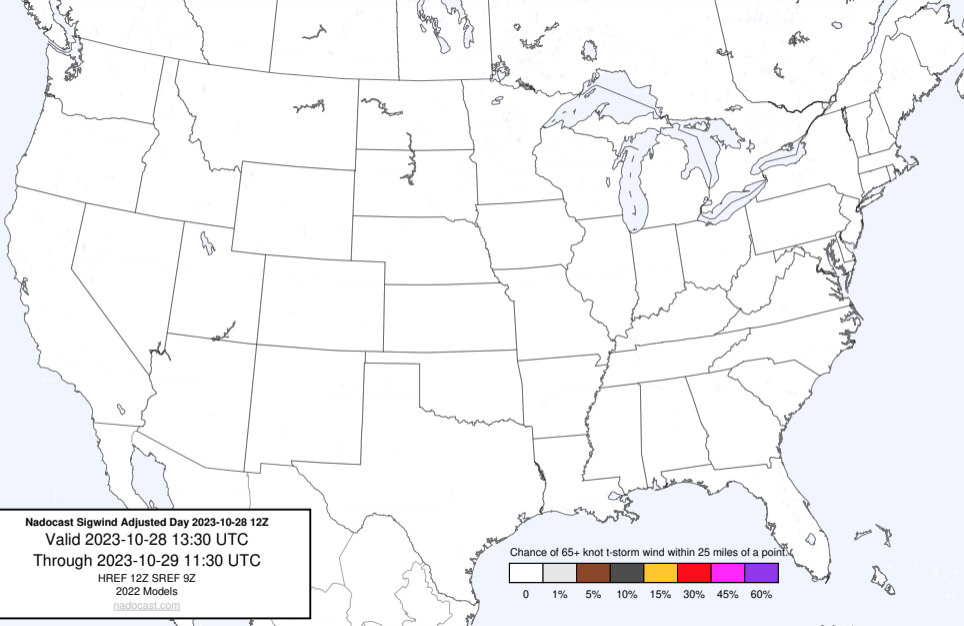 Nadocast Sigwind Adjusted Day 2023-10-28 12Z
Valid 2023-10-28 13:30 UTC
Through 2023-10-29 11:30 UTC
HREF 12Z SREF 9Z
2022 Models
nadocast.com
Chance of 65+ knot t-storm wind within 25 miles of a point.
0 1% 5% 10% 15% 30% 45% 60%